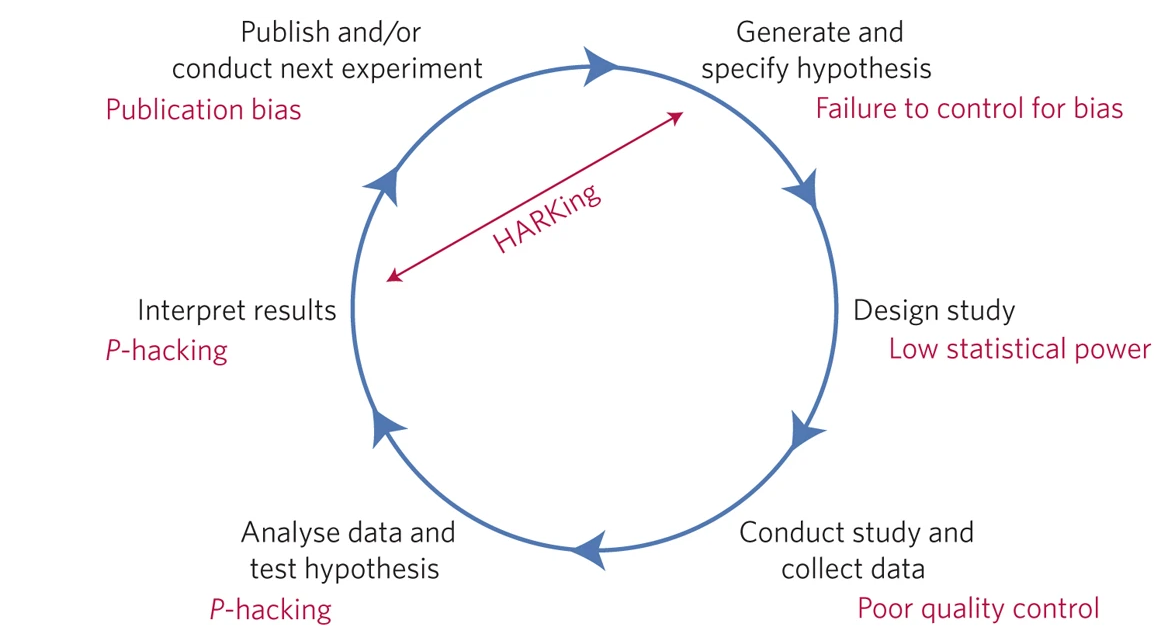 Publish and/or
conduct next experiment
Publication bias
Generate and
specify hypothesis
Failure to control for bias
HARKing
Interpret results
P-hacking
Design study
Low statistical power
Analyse data and
test hypothesis
P-hacking
Conduct study and
collect data
Poor quality control